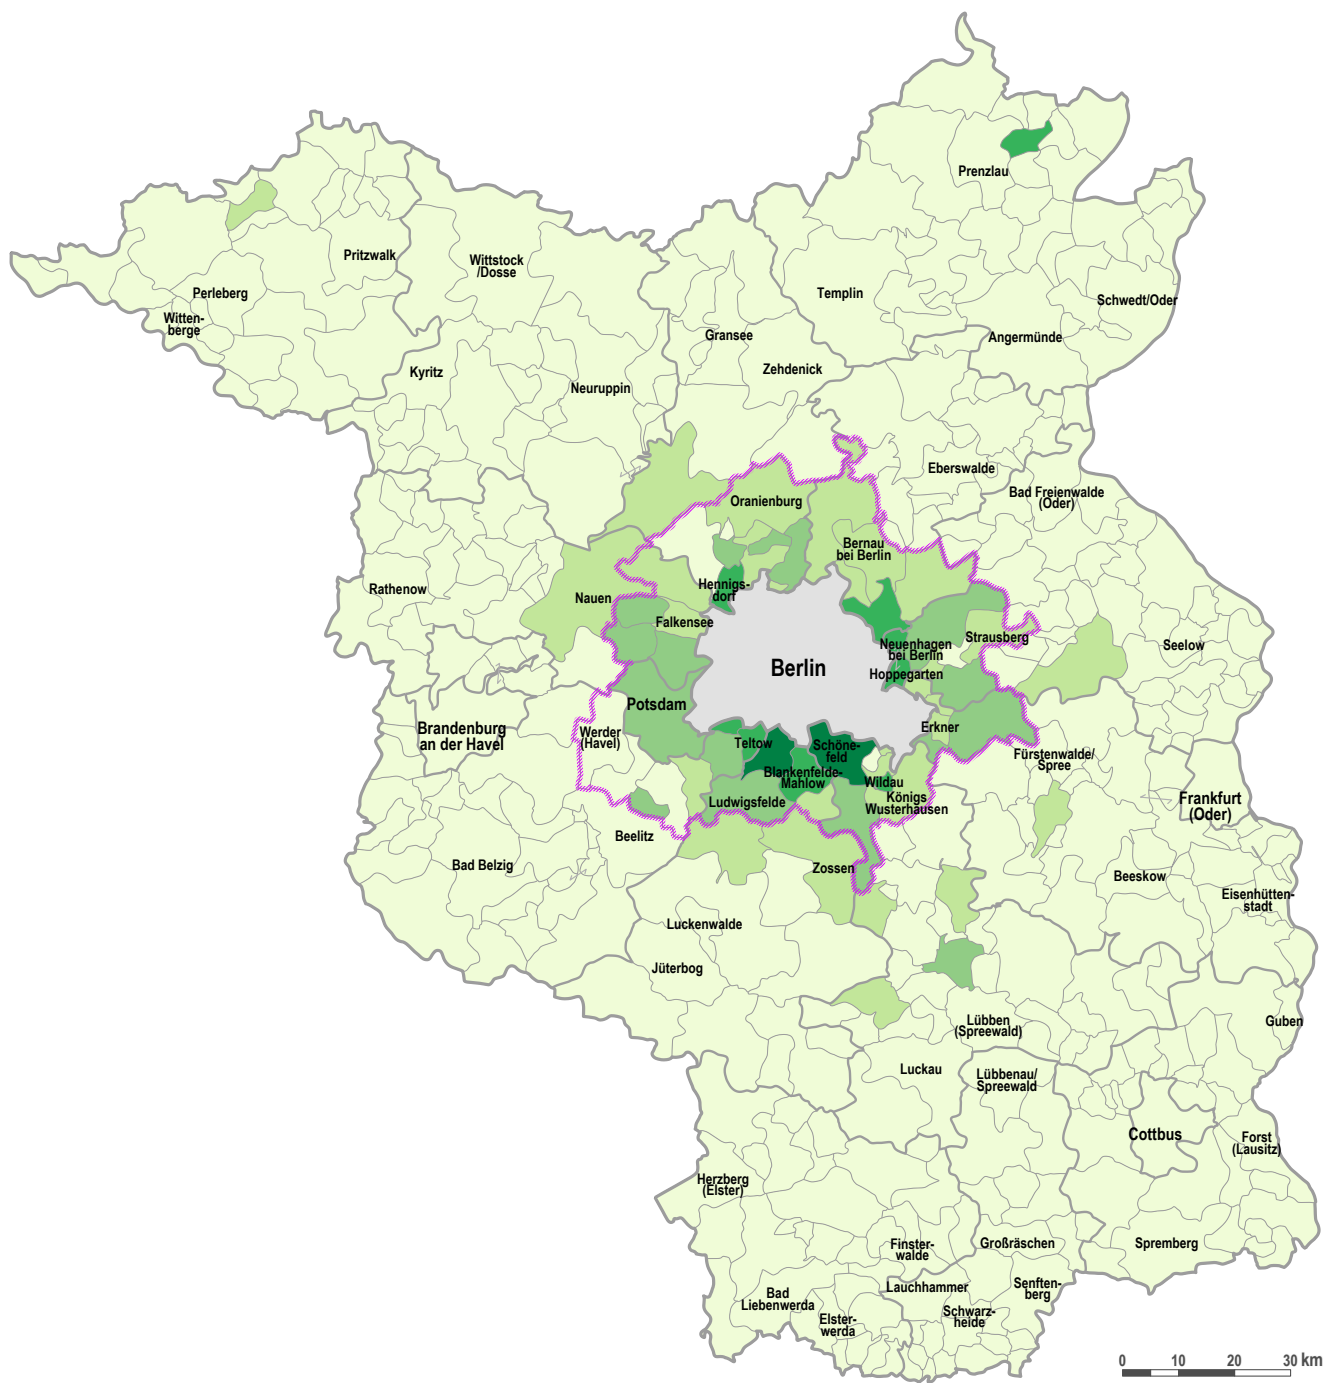 Prenzlau
Pritzwalk
Wittstock
/Dosse
Perleberg
Witten-
berge
Templin
Schwedt/Oder
Gransee
Angermünde
Zehdenick
Kyritz
Neuruppin
Eberswalde
Bad Freienwalde
(Oder)
Oranienburg
Bernau
bei Berlin
Rathenow
Nauen
Hennigs-
dorf
Falkensee
Strausberg
Neuenhagen
bei Berlin
Seelow
Berlin
Hoppegarten
Potsdam
Brandenburg
an der Havel
Werder
(Havel)
Erkner
Teltow
Schöne-
feld
Fürstenwalde/
Spree
Blankenfelde-
Mahlow
Wildau
Königs
Wusterhausen
Ludwigsfelde
Frankfurt
(Oder)
Beelitz
Bad Belzig
Zossen
Beeskow
Eisenhütten-
stadt
Luckenwalde
Jüterbog
Lübben
(Spreewald)
Guben
Luckau
Lübbenau/
Spreewald
Cottbus
Forst
(Lausitz)
Herzberg
(Elster)
Finster-
walde
Großräschen
Spremberg
Lauchhammer
Senften-
berg
Bad
Liebenwerda
Schwarz-
heide
Elster-
werda
0 10 20 30 km